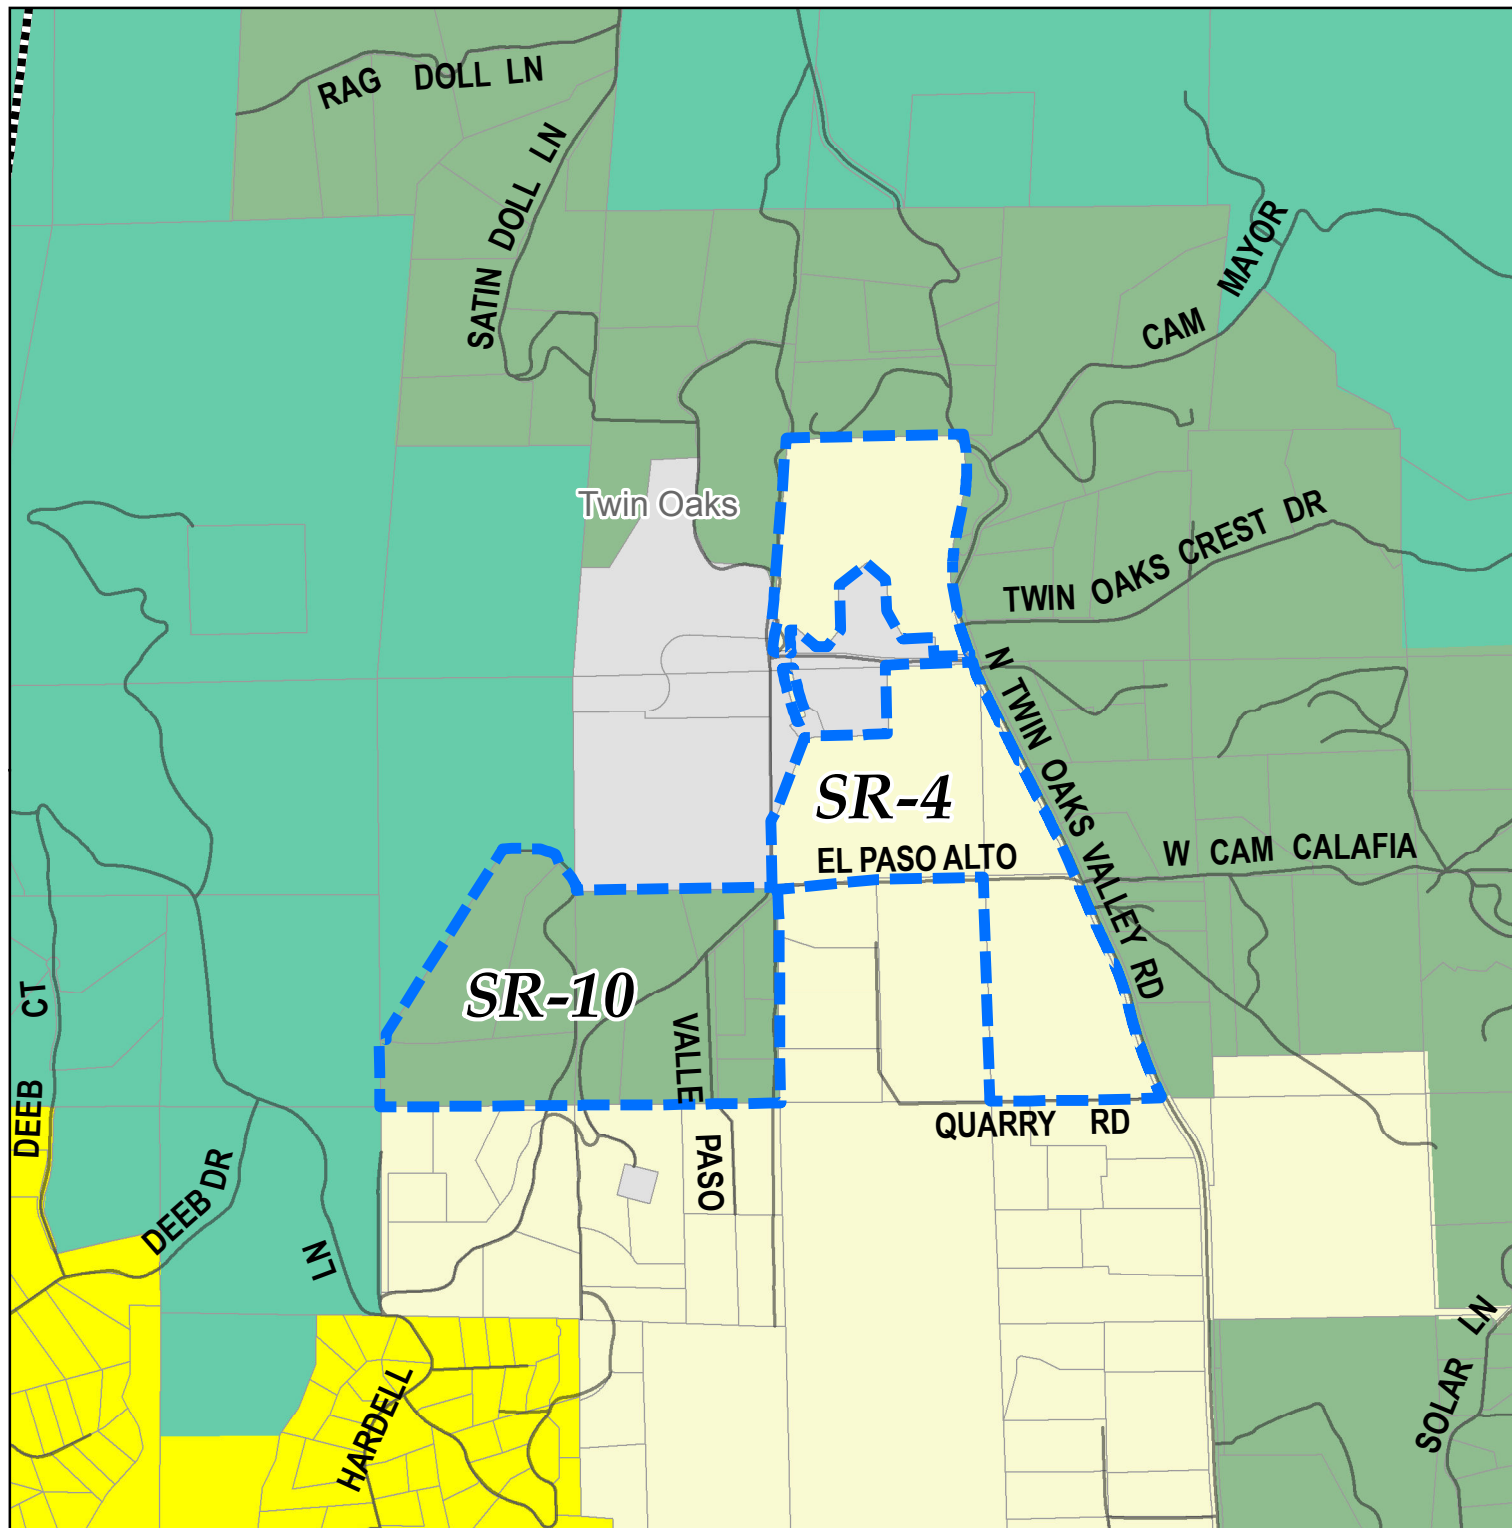 RAG DOLL LN
SATIN DOLL LN
CAM MAYOR
Twin Oaks
TWIN OAKS CREST DR
N TWIN OAKS VALLEY RD
SR-4
EL PASO ALTO
W CAM CALAFIA
SR-10
DEEB CT
VALLE PASO
QUARRY RD
DEEB DR
HARDELL LN
SOLAR LN